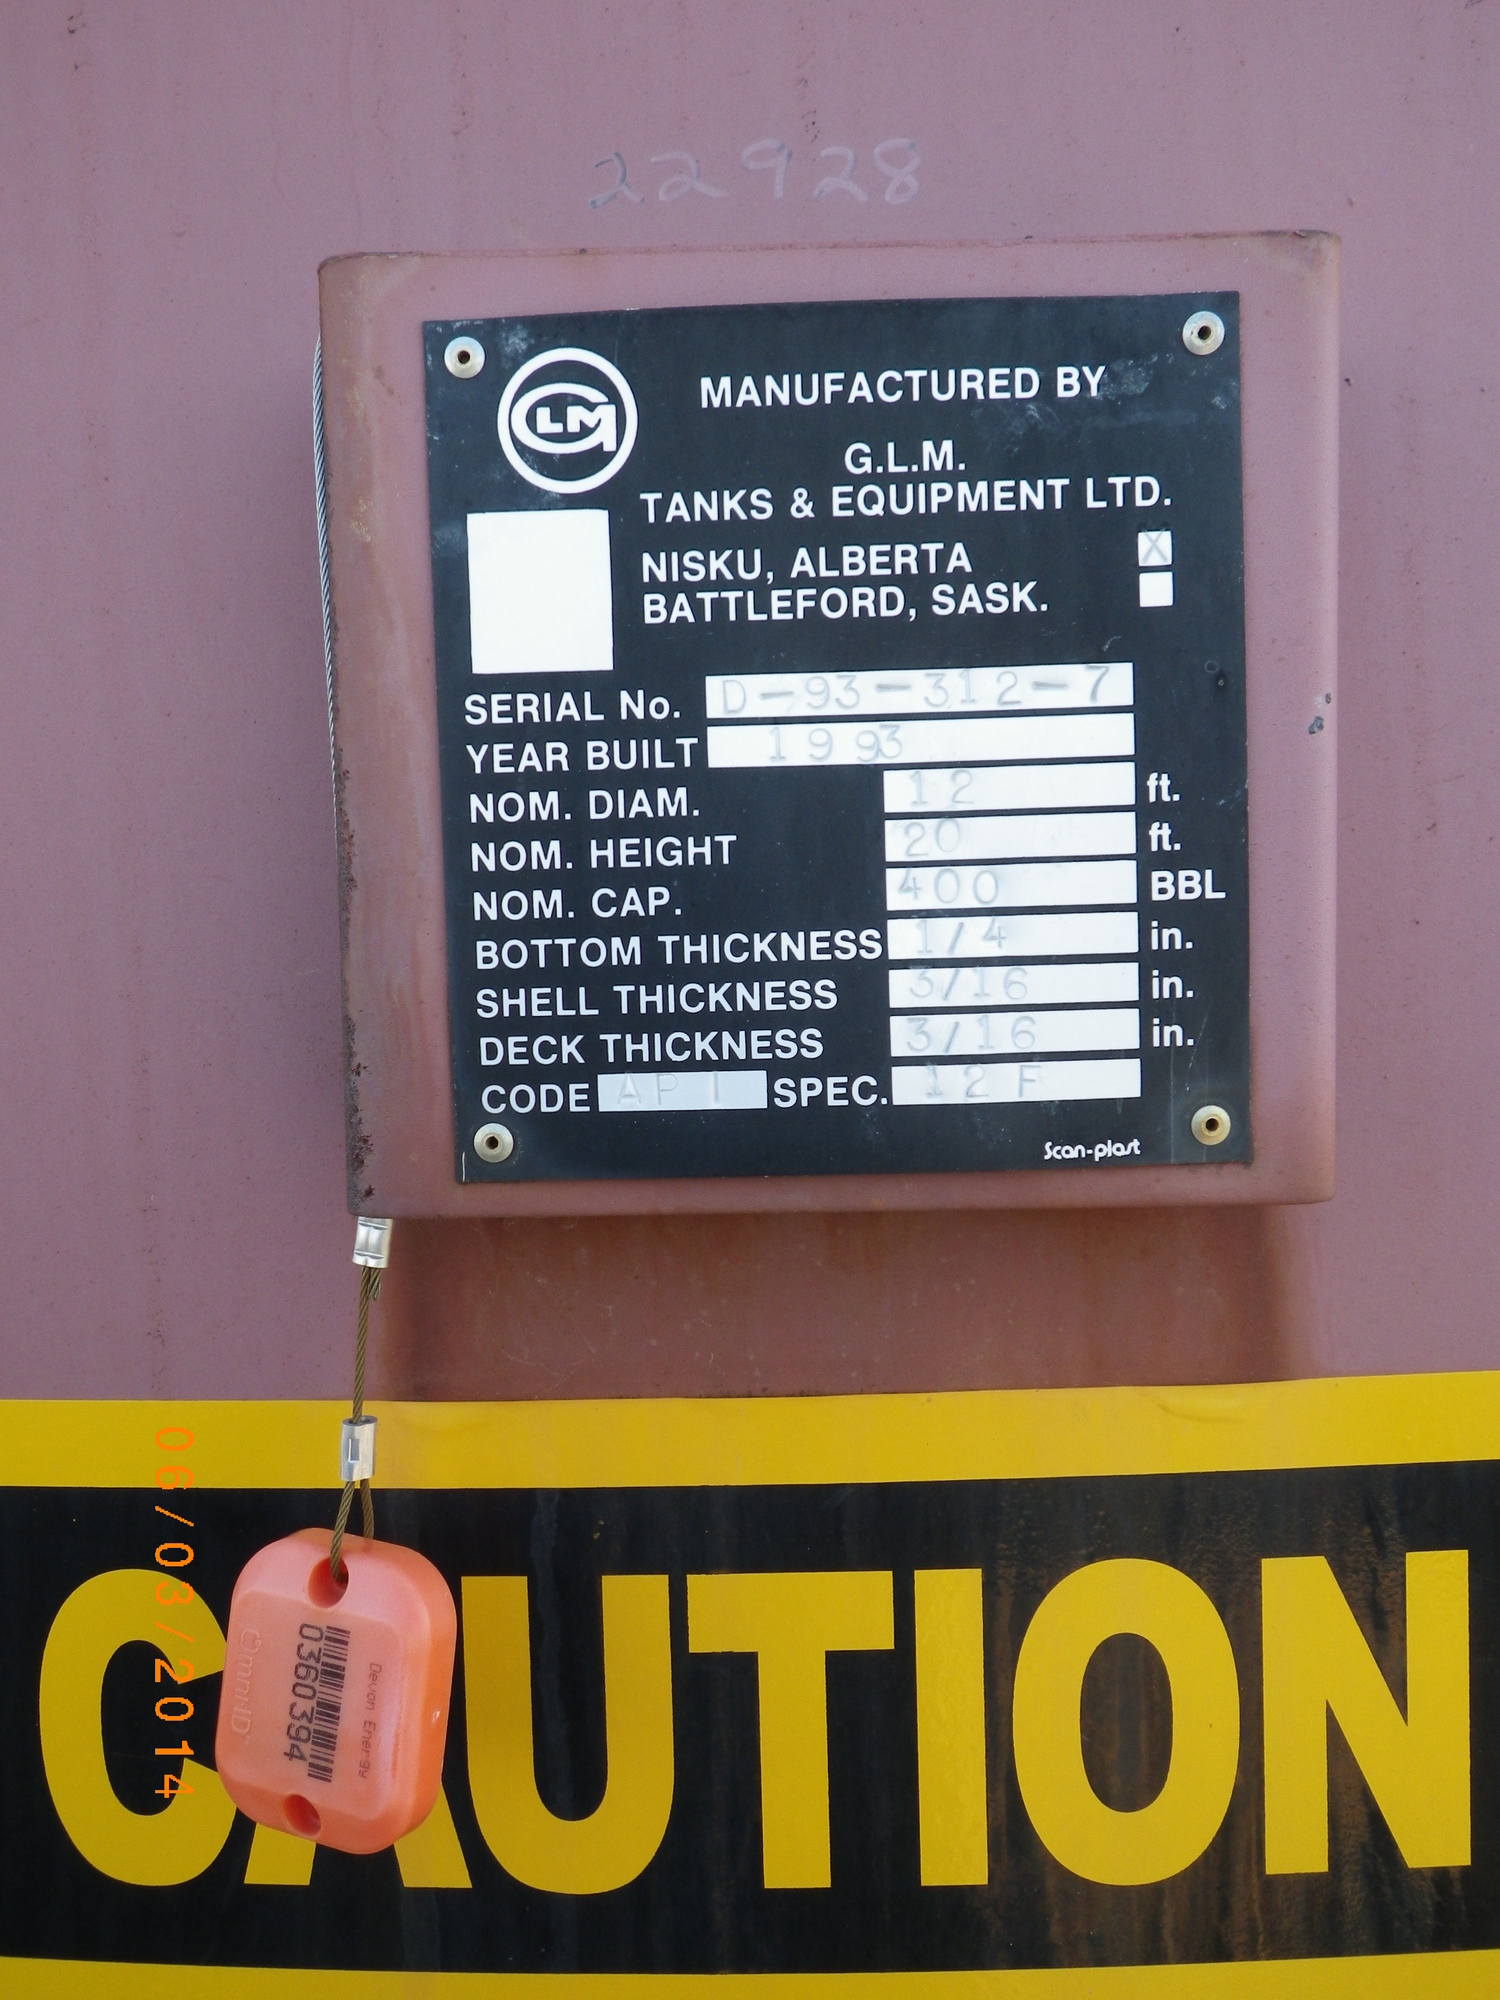 22928
GLM
MANUFACTURED BY
G.L.M.
TANKS & EQUIPMENT LTD.
NISKU, ALBERTA X
BATTLEFORD, SASK.
SERIAL No. D-93-312-7
YEAR BUILT 1993
NOM. DIAM. 12 ft.
NOM. HEIGHT 20 ft.
NOM. CAP. 400 BBL
BOTTOM THICKNESS 1/4 in.
SHELL THICKNESS 3/16 in.
DECK THICKNESS 3/16 in.
CODE API SPEC. 12F
Scan-plast
CAUTION
Devon Energy
0360394
OmniID
06/03/2014